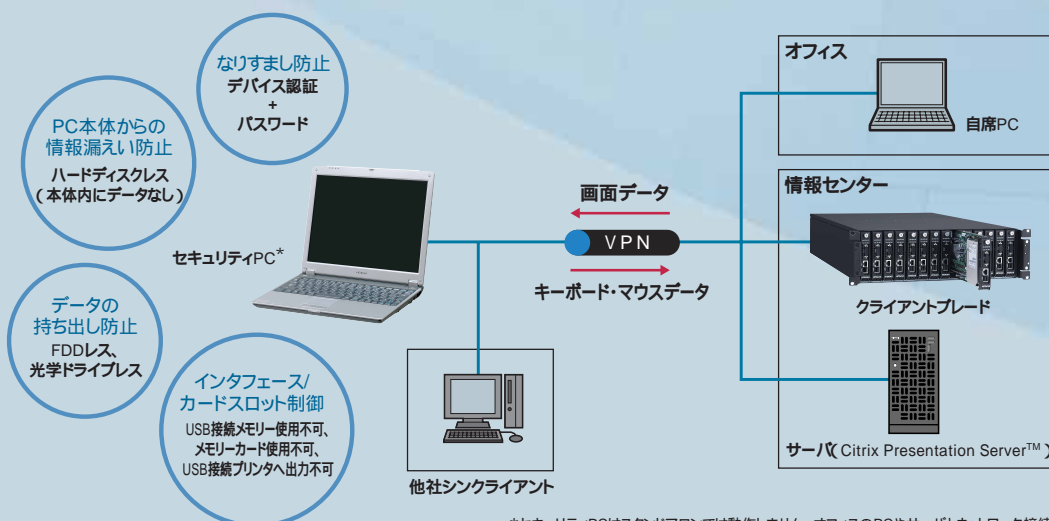 なりすまし防止
デバイス認証
+
パスワード
PC本体からの
情報漏えい防止
ハードディスクレス
(本体内にデータなし)
セキュリティPC*
データの
持ち出し防止
FDDレス、
光学ドライブレス
インタフェース/
カードスロット制御
USB接続メモリー使用不可、
メモリーカード使用不可、
USB接続プリンタへ出力不可
他社シンクライアント
画面データ
VPN
キーボード・マウスデータ
オフィス
自席PC
情報センター
クライアントブレード
サーバ(Citrix Presentation Server™)